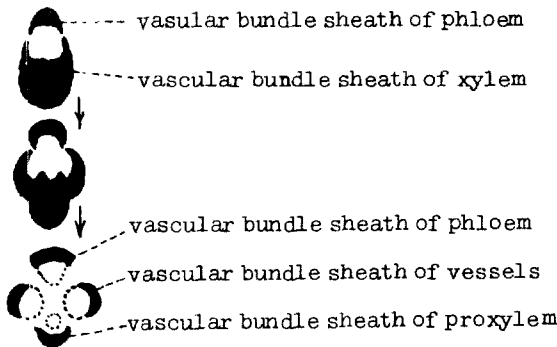 vasular bundle sheath of phloem
vascular bundle sheath of xylem
vascular bundle sheath of phloem
vascular bundle sheath of vessels
vascular bundle sheath of proxylem